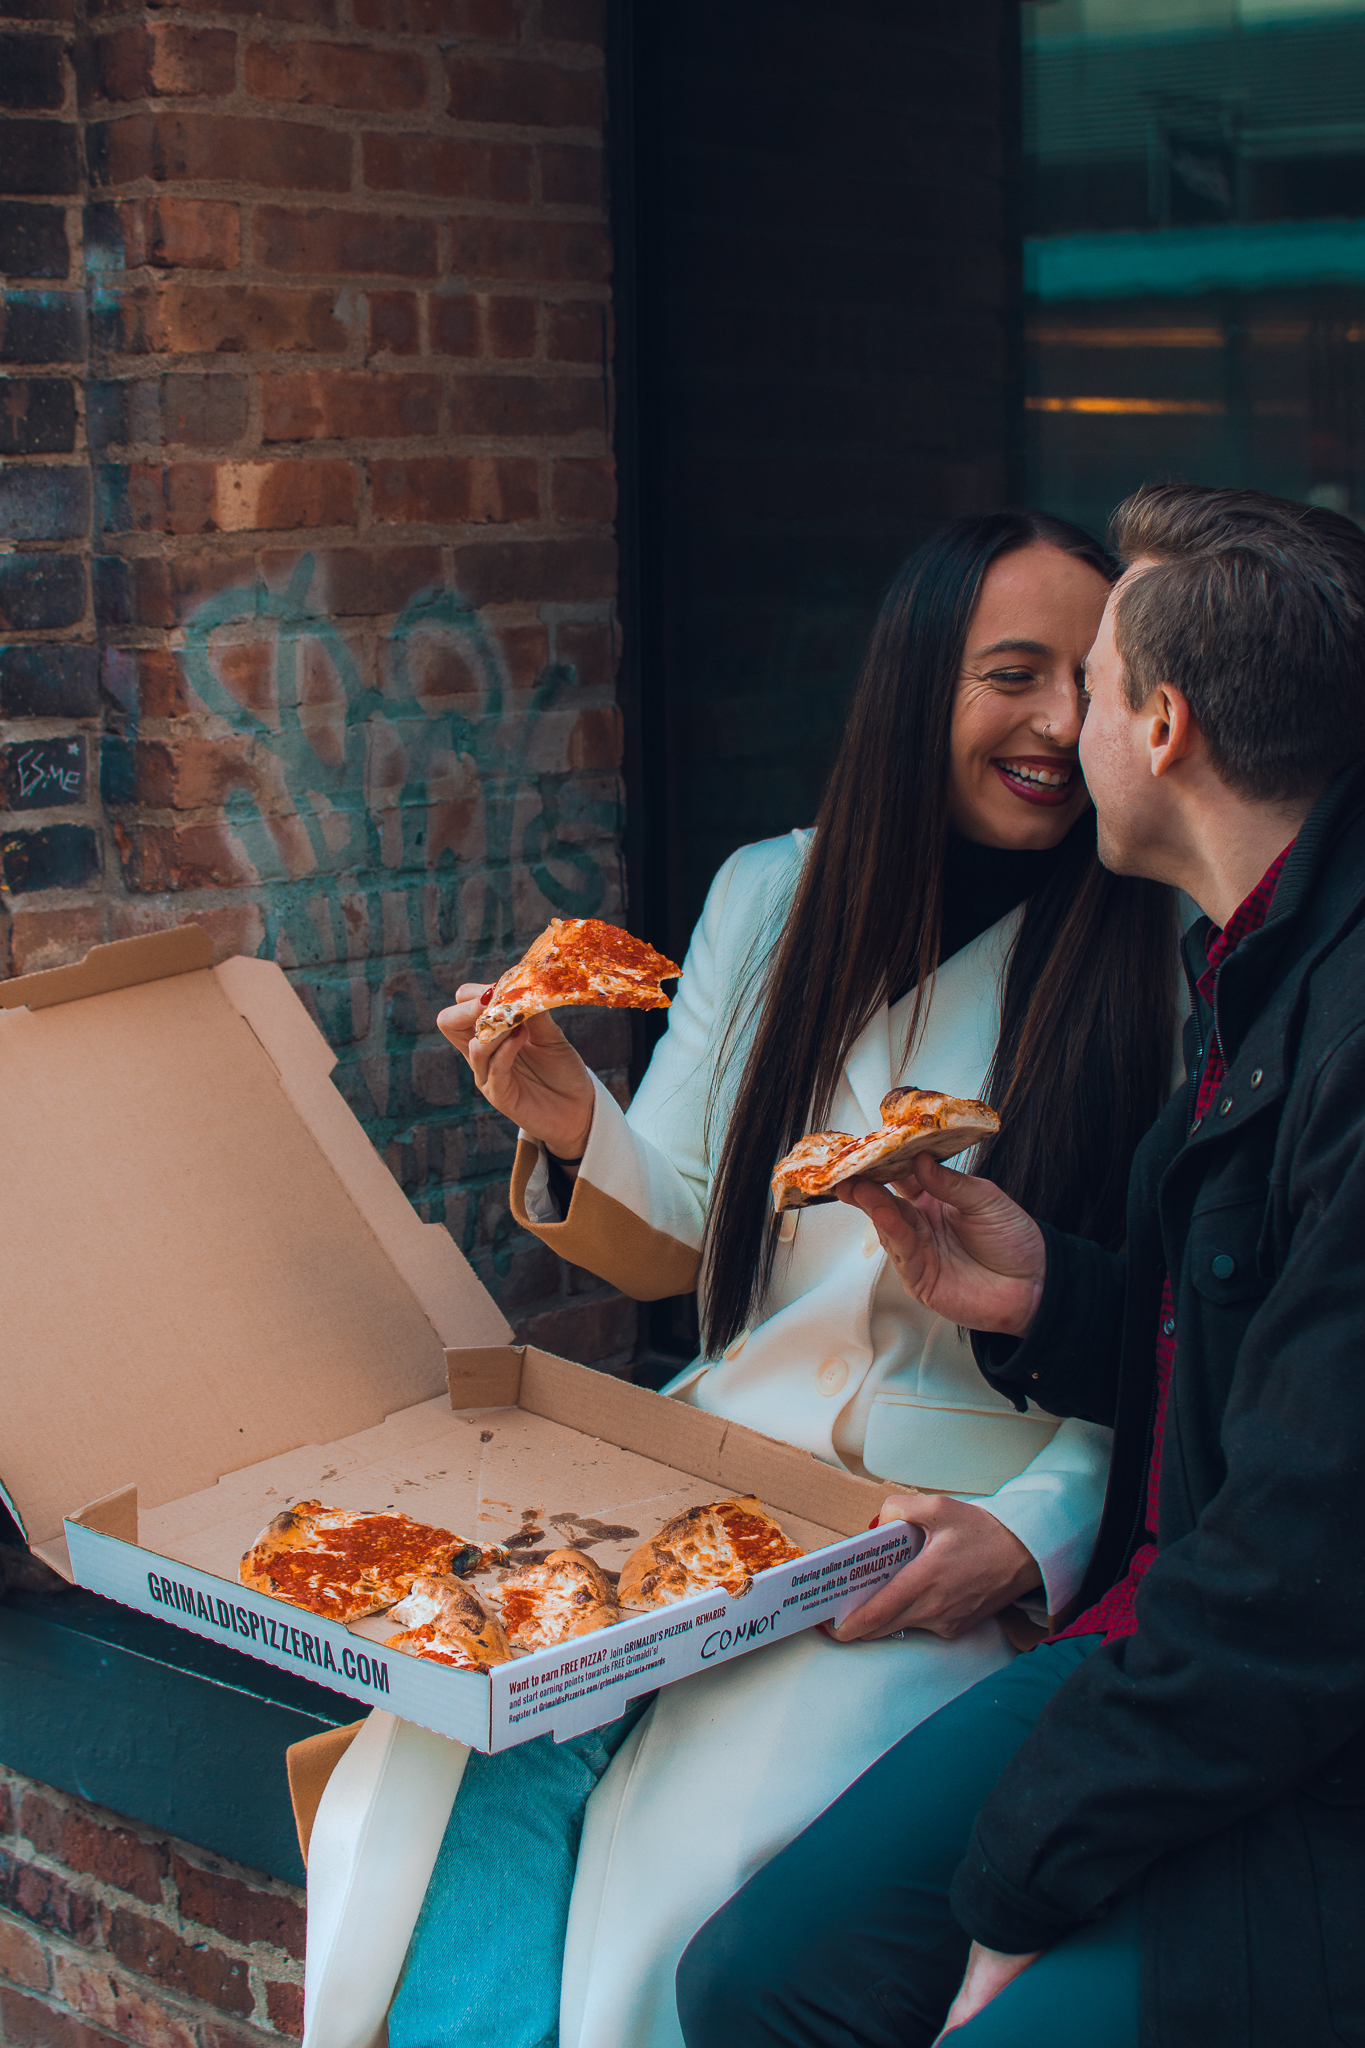 ES.ME
GRIMALDISPIZZERIA.COM
Want to earn FREE PIZZA? Join GRIMALDI'S PIZZERIA REWARDS
and start earning points towards FREE Grimaldi's!
Register at GrimaldisPizzeria.com/grimaldis-pizzeria-rewards
CONNOR
Ordering online and earning points is
even easier with the GRIMALDI'S APP!
Available now in the App Store and Google Play.